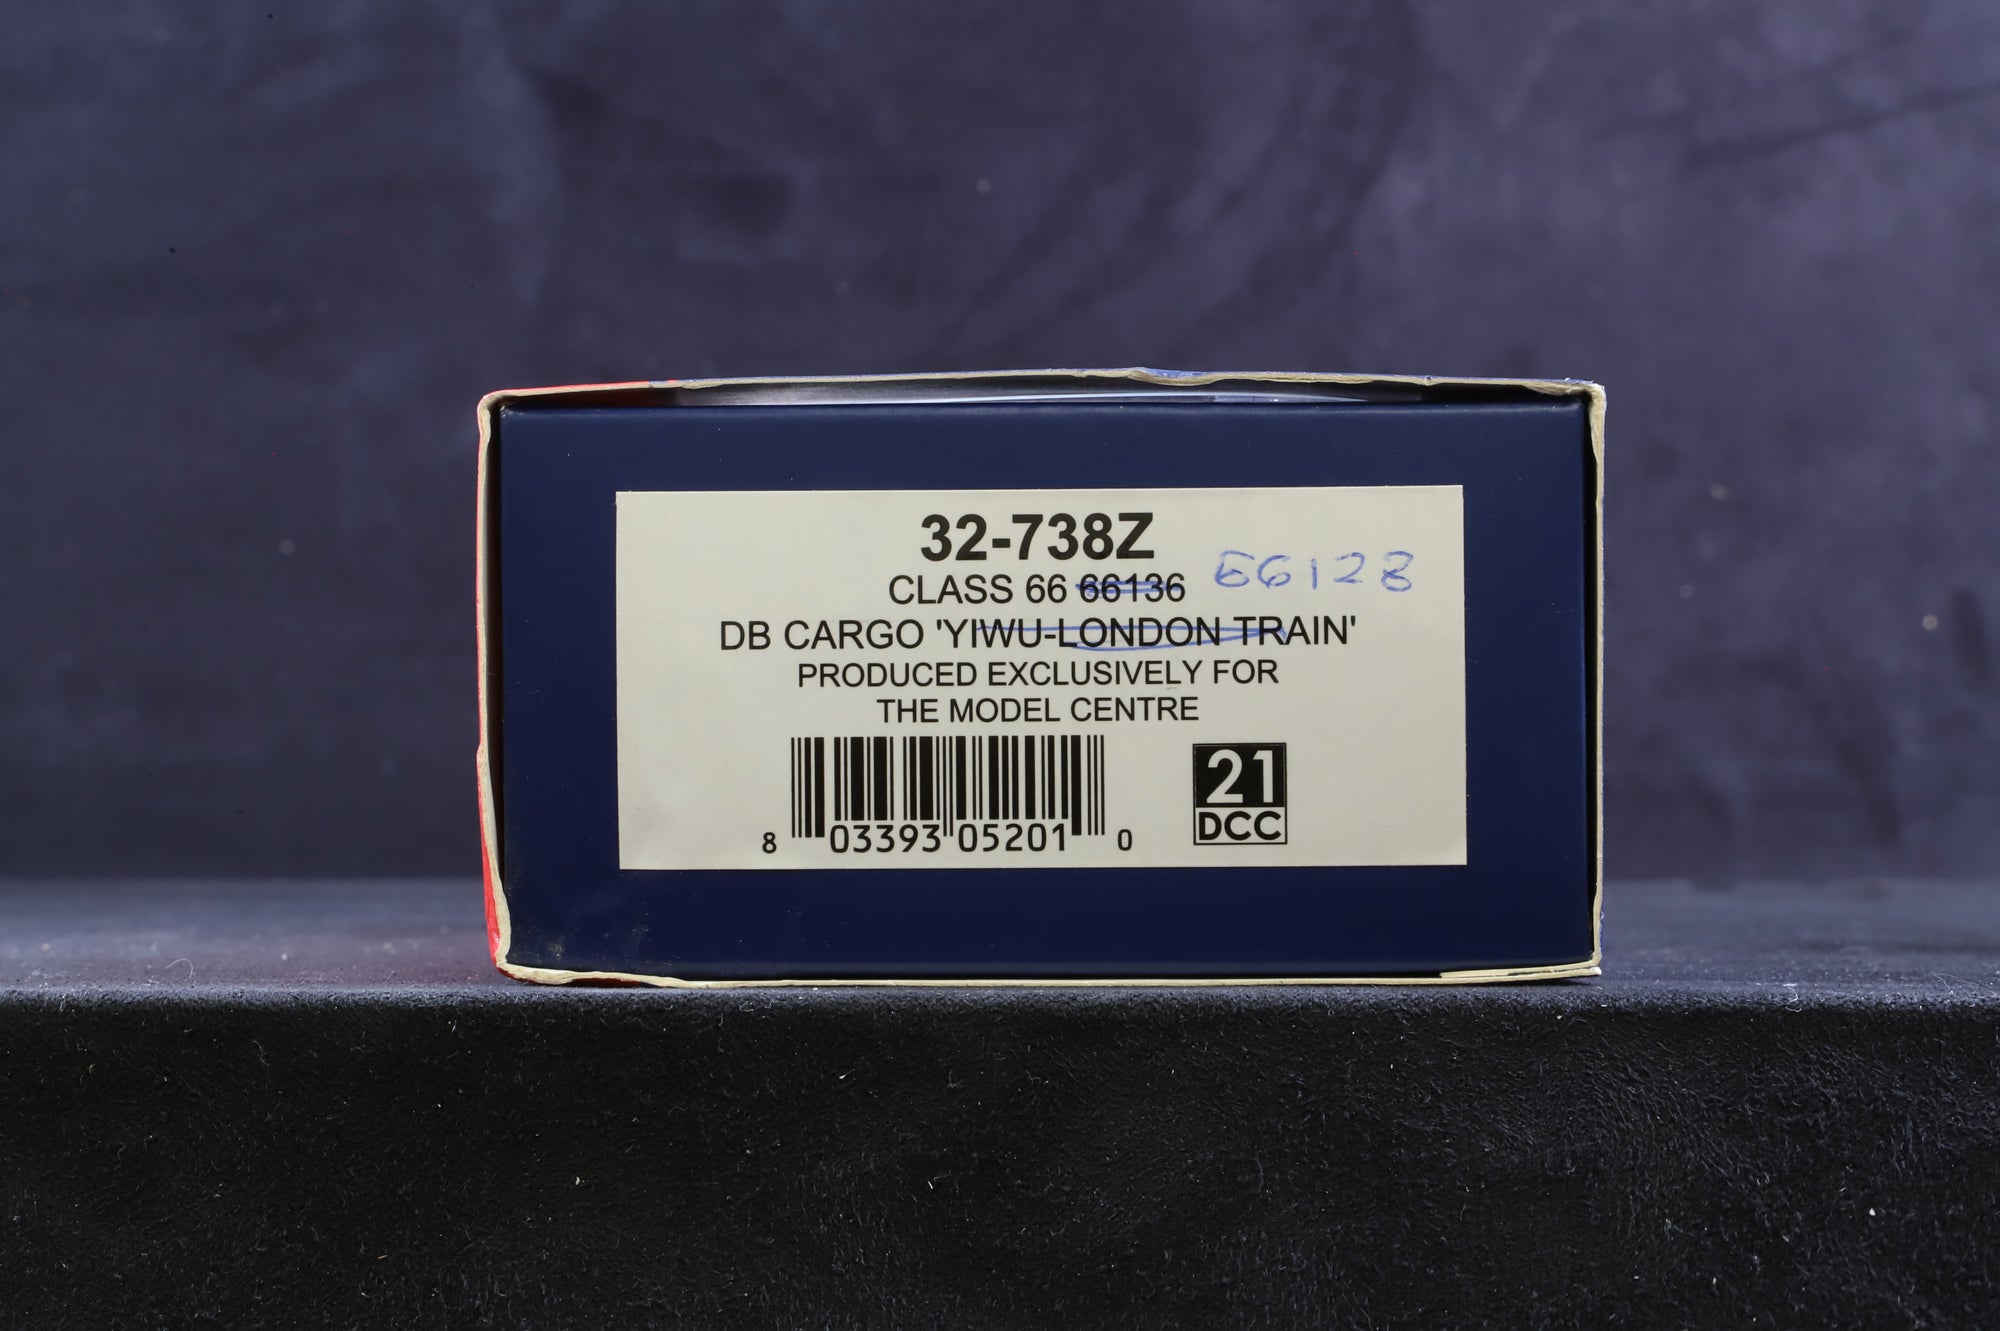 32-738Z
CLASS 66 66136 66128
DB CARGO 'YIWU-LONDON TRAIN'
PRODUCED EXCLUSIVELY FOR
THE MODEL CENTRE
8 03393 05201 0
21
DCC